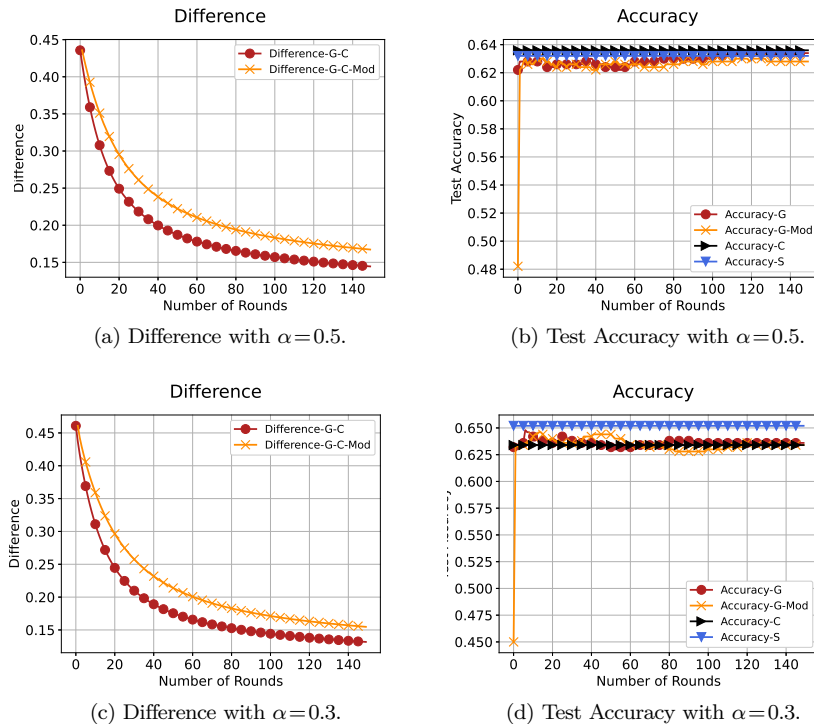 Difference
0.45
0.40
0.35
0.30
0.25
0.20
0.15
Difference
Difference-G-C
Difference-G-C-Mod
0 20 40 60 80 100 120 140
Number of Rounds
(a) Difference with α=0.5.
Accuracy
0.64
0.62
0.60
0.58
0.56
0.54
0.52
0.50
0.48
Test Accuracy
Accuracy-G
Accuracy-G-Mod
Accuracy-C
Accuracy-S
0 20 40 60 80 100 120 140
Number of Rounds
(b) Test Accuracy with α=0.5.
Difference
0.45
0.40
0.35
0.30
0.25
0.20
0.15
Difference
Difference-G-C
Difference-G-C-Mod
0 20 40 60 80 100 120 140
Number of Rounds
(c) Difference with α=0.3.
Accuracy
0.650
0.625
0.600
0.575
0.550
0.525
0.500
0.475
0.450
Accuracy-G
Accuracy-G-Mod
Accuracy-C
Accuracy-S
0 20 40 60 80 100 120 140
Number of Rounds
(d) Test Accuracy with α=0.3.